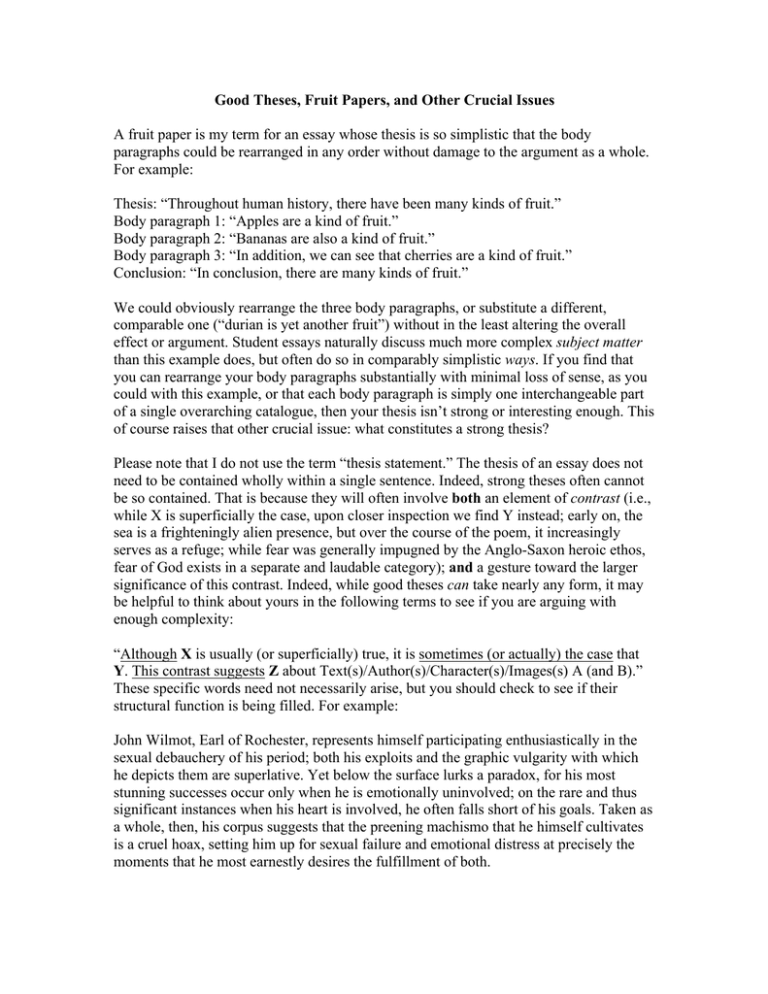 Good Theses, Fruit Papers, and Other Crucial Issues
A fruit paper is my term for an essay whose thesis is so simplistic that the body
paragraphs could be rearranged in any order without damage to the argument as a whole.
For example:
Thesis: “Throughout human history, there have been many kinds of fruit.”
Body paragraph 1: “Apples are a kind of fruit.”
Body paragraph 2: “Bananas are also a kind of fruit.”
Body paragraph 3: “In addition, we can see that cherries are a kind of fruit.”
Conclusion: “In conclusion, there are many kinds of fruit.”
We could obviously rearrange the three body paragraphs, or substitute a different,
comparable one (“durian is yet another fruit”) without in the least altering the overall
effect or argument. Student essays naturally discuss much more complex subject matter
than this example does, but often do so in comparably simplistic ways. If you find that
you can rearrange your body paragraphs substantially with minimal loss of sense, as you
could with this example, or that each body paragraph is simply one interchangeable part
of a single overarching catalogue, then your thesis isn’t strong or interesting enough. This
of course raises that other crucial issue: what constitutes a strong thesis?
Please note that I do not use the term “thesis statement.” The thesis of an essay does not
need to be contained wholly within a single sentence. Indeed, strong theses often cannot
be so contained. That is because they will often involve both an element of contrast (i.e.,
while X is superficially the case, upon closer inspection we find Y instead; early on, the
sea is a frighteningly alien presence, but over the course of the poem, it increasingly
serves as a refuge; while fear was generally impugned by the Anglo-Saxon heroic ethos,
fear of God exists in a separate and laudable category); and a gesture toward the larger
significance of this contrast. Indeed, while good theses can take nearly any form, it may
be helpful to think about yours in the following terms to see if you are arguing with
enough complexity:
“Although X is usually (or superficially) true, it is sometimes (or actually) the case that
Y. This contrast suggests Z about Text(s)/Author(s)/Character(s)/Images(s) A (and B).”
These specific words need not necessarily arise, but you should check to see if their
structural function is being filled. For example:
John Wilmot, Earl of Rochester, represents himself participating enthusiastically in the
sexual debauchery of his period; both his exploits and the graphic vulgarity with which
he depicts them are superlative. Yet below the surface lurks a paradox, for his most
stunning successes occur only when he is emotionally uninvolved; on the rare and thus
significant instances when his heart is involved, he often falls short of his goals. Taken as
a whole, then, his corpus suggests that the preening machismo that he himself cultivates
is a cruel hoax, setting him up for sexual failure and emotional distress at precisely the
moments that he most earnestly desires the fulfillment of both.